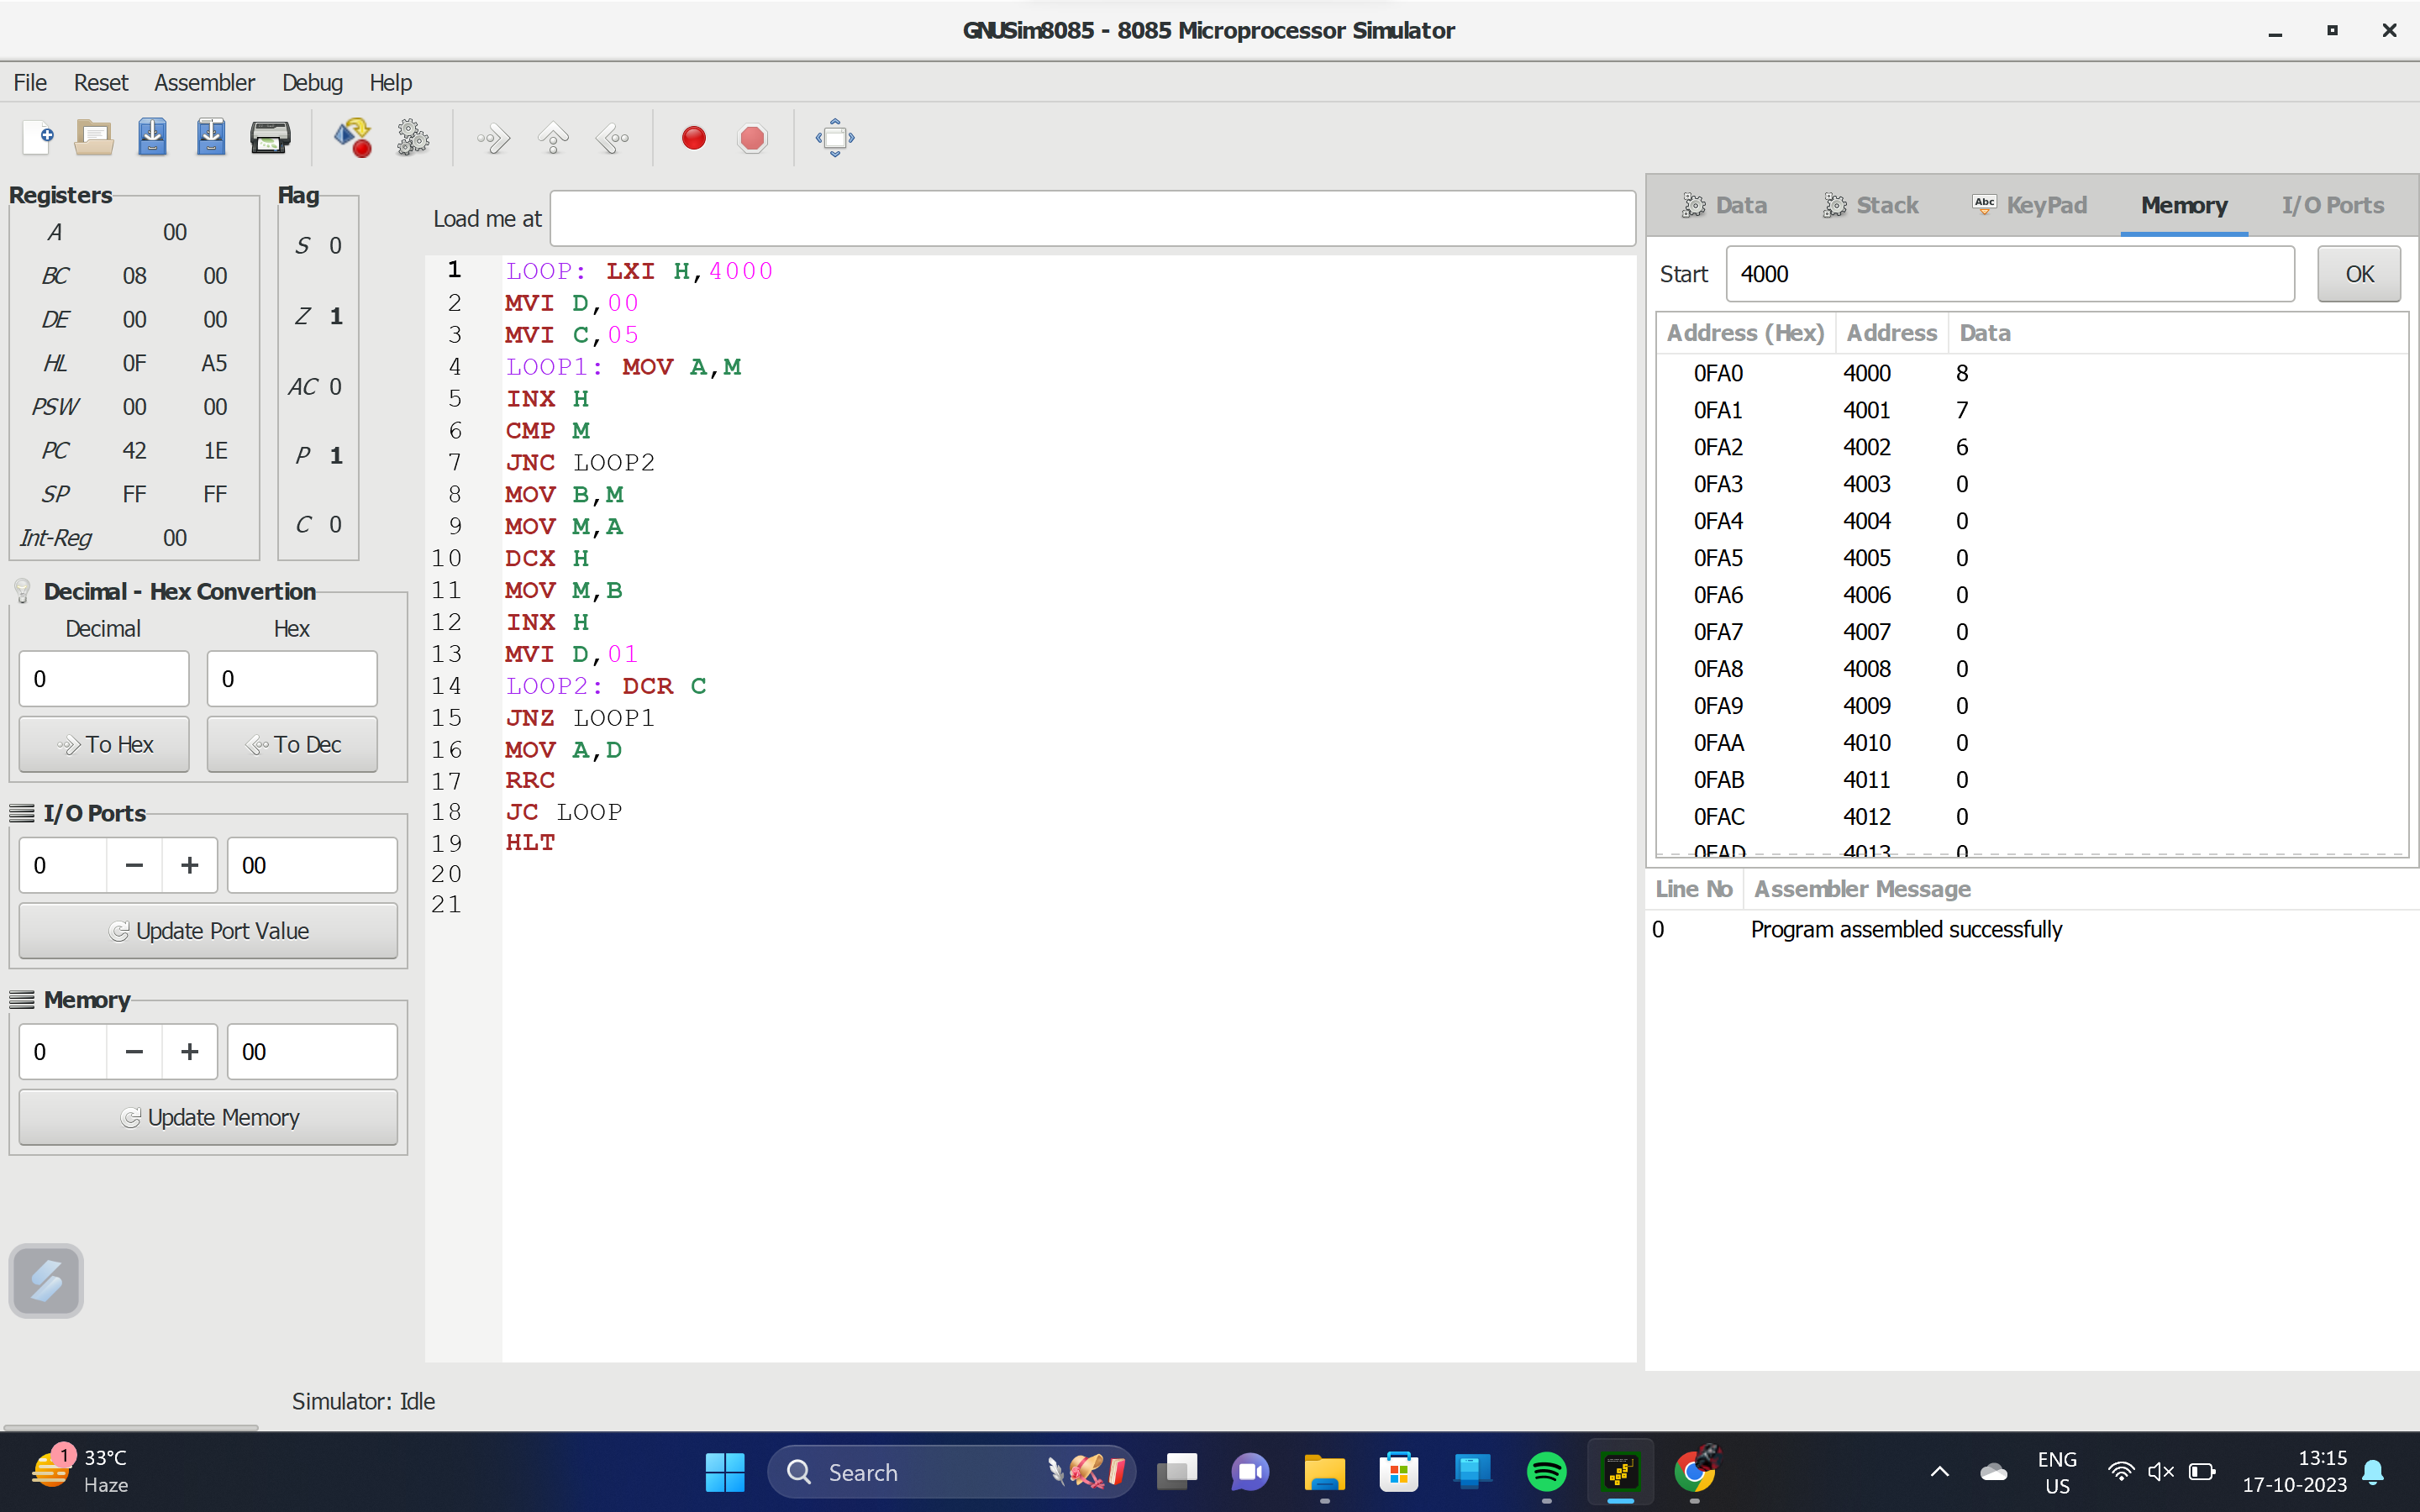 GNUSim8085 - 8085 Microprocessor Simulator
File Reset Assembler Debug Help
Registers
A 00
BC 08 00
DE 00 00
HL 0F A5
PSW 00 00
PC 42 1E
SP FF FF
Int-Reg 00
Flag
S 0
Z 1
AC 0
P 1
C 0
Decimal - Hex Convertion
Decimal Hex
0 0
To Hex To Dec
I/O Ports
0 − + 00
Update Port Value
Memory
0 − + 00
Update Memory
Load me at
1 LOOP: LXI H,4000
2 MVI D,00
3 MVI C,05
4 LOOP1: MOV A,M
5 INX H
6 CMP M
7 JNC LOOP2
8 MOV B,M
9 MOV M,A
10 DCX H
11 MOV M,B
12 INX H
13 MVI D,01
14 LOOP2: DCR C
15 JNZ LOOP1
16 MOV A,D
17 RRC
18 JC LOOP
19 HLT
20
21
Data Stack Abc KeyPad Memory I/O Ports
Start 4000 OK
Address (Hex) Address Data
0FA0 4000 8
0FA1 4001 7
0FA2 4002 6
0FA3 4003 0
0FA4 4004 0
0FA5 4005 0
0FA6 4006 0
0FA7 4007 0
0FA8 4008 0
0FA9 4009 0
0FAA 4010 0
0FAB 4011 0
0FAC 4012 0
0FAD 4013 0
Line No Assembler Message
0 Program assembled successfully
Simulator: Idle
1
33°C
Haze
Search
ENG
US
13:15
17-10-2023